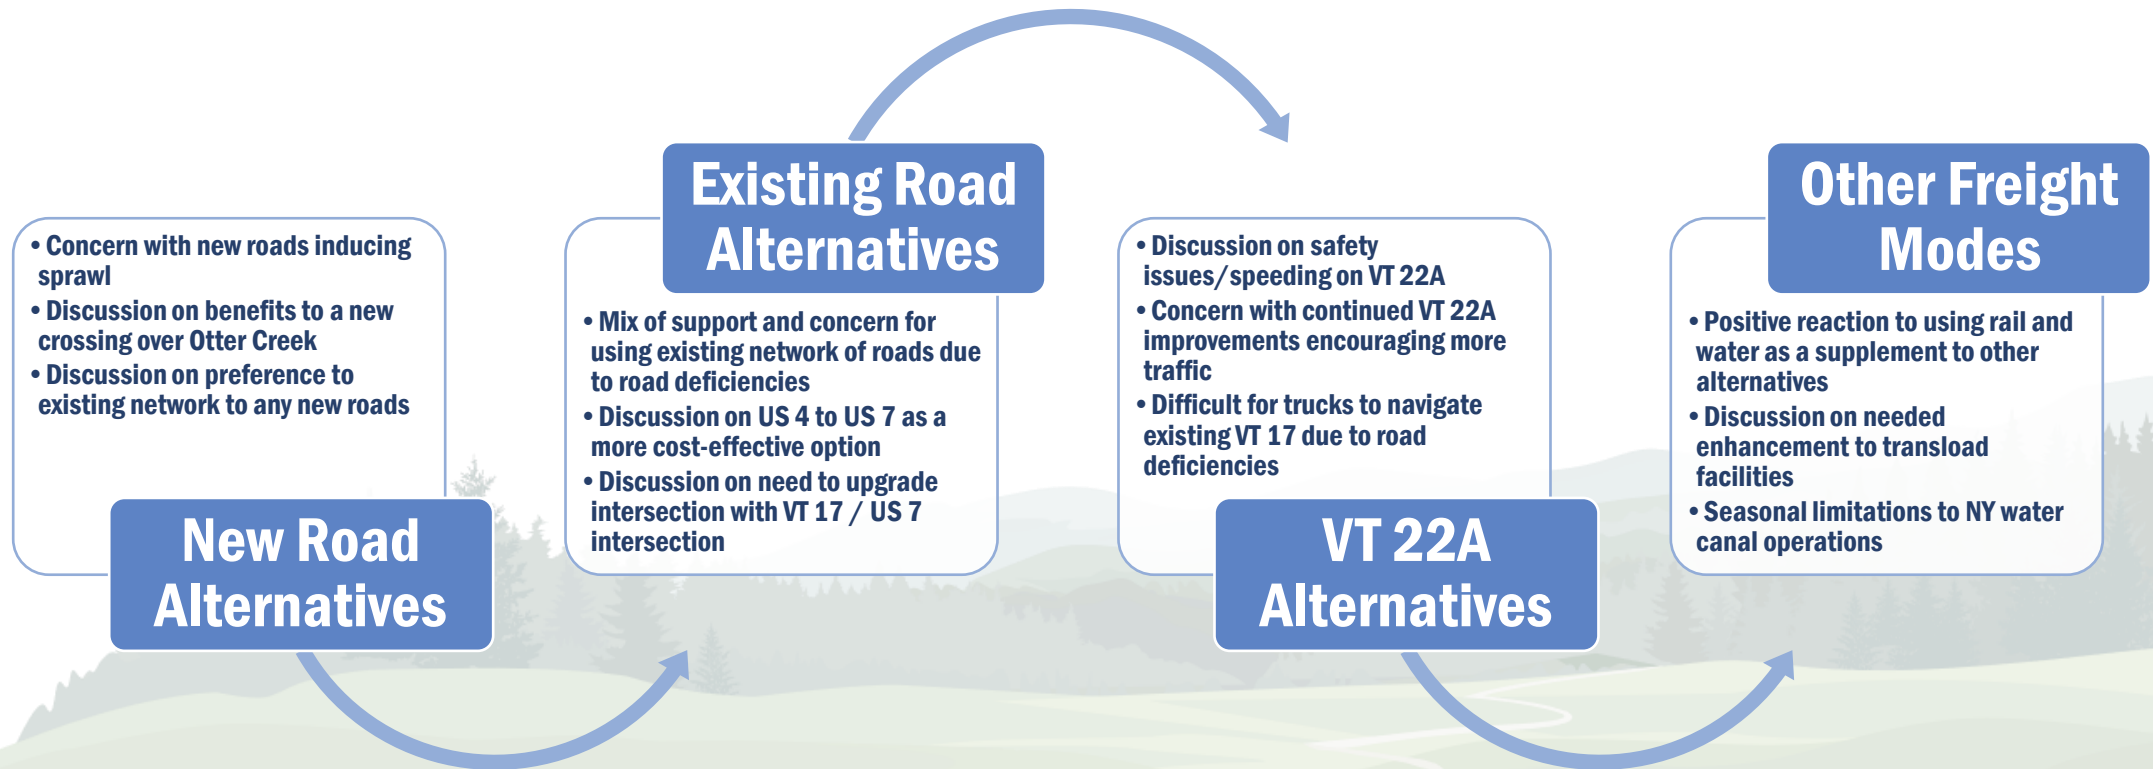 • Concern with new roads inducing
sprawl
• Discussion on benefits to a new
crossing over Otter Creek
• Discussion on preference to
existing network to any new roads
New Road
Alternatives
Existing Road
Alternatives
• Mix of support and concern for
using existing network of roads due
to road deficiencies
• Discussion on US 4 to US 7 as a
more cost-effective option
• Discussion on need to upgrade
intersection with VT 17 / US 7
intersection
• Discussion on safety
issues/speeding on VT 22A
• Concern with continued VT 22A
improvements encouraging more
traffic
• Difficult for trucks to navigate
existing VT 17 due to road
deficiencies
VT 22A
Alternatives
Other Freight
Modes
• Positive reaction to using rail and
water as a supplement to other
alternatives
• Discussion on needed
enhancement to transload
facilities
• Seasonal limitations to NY water
canal operations